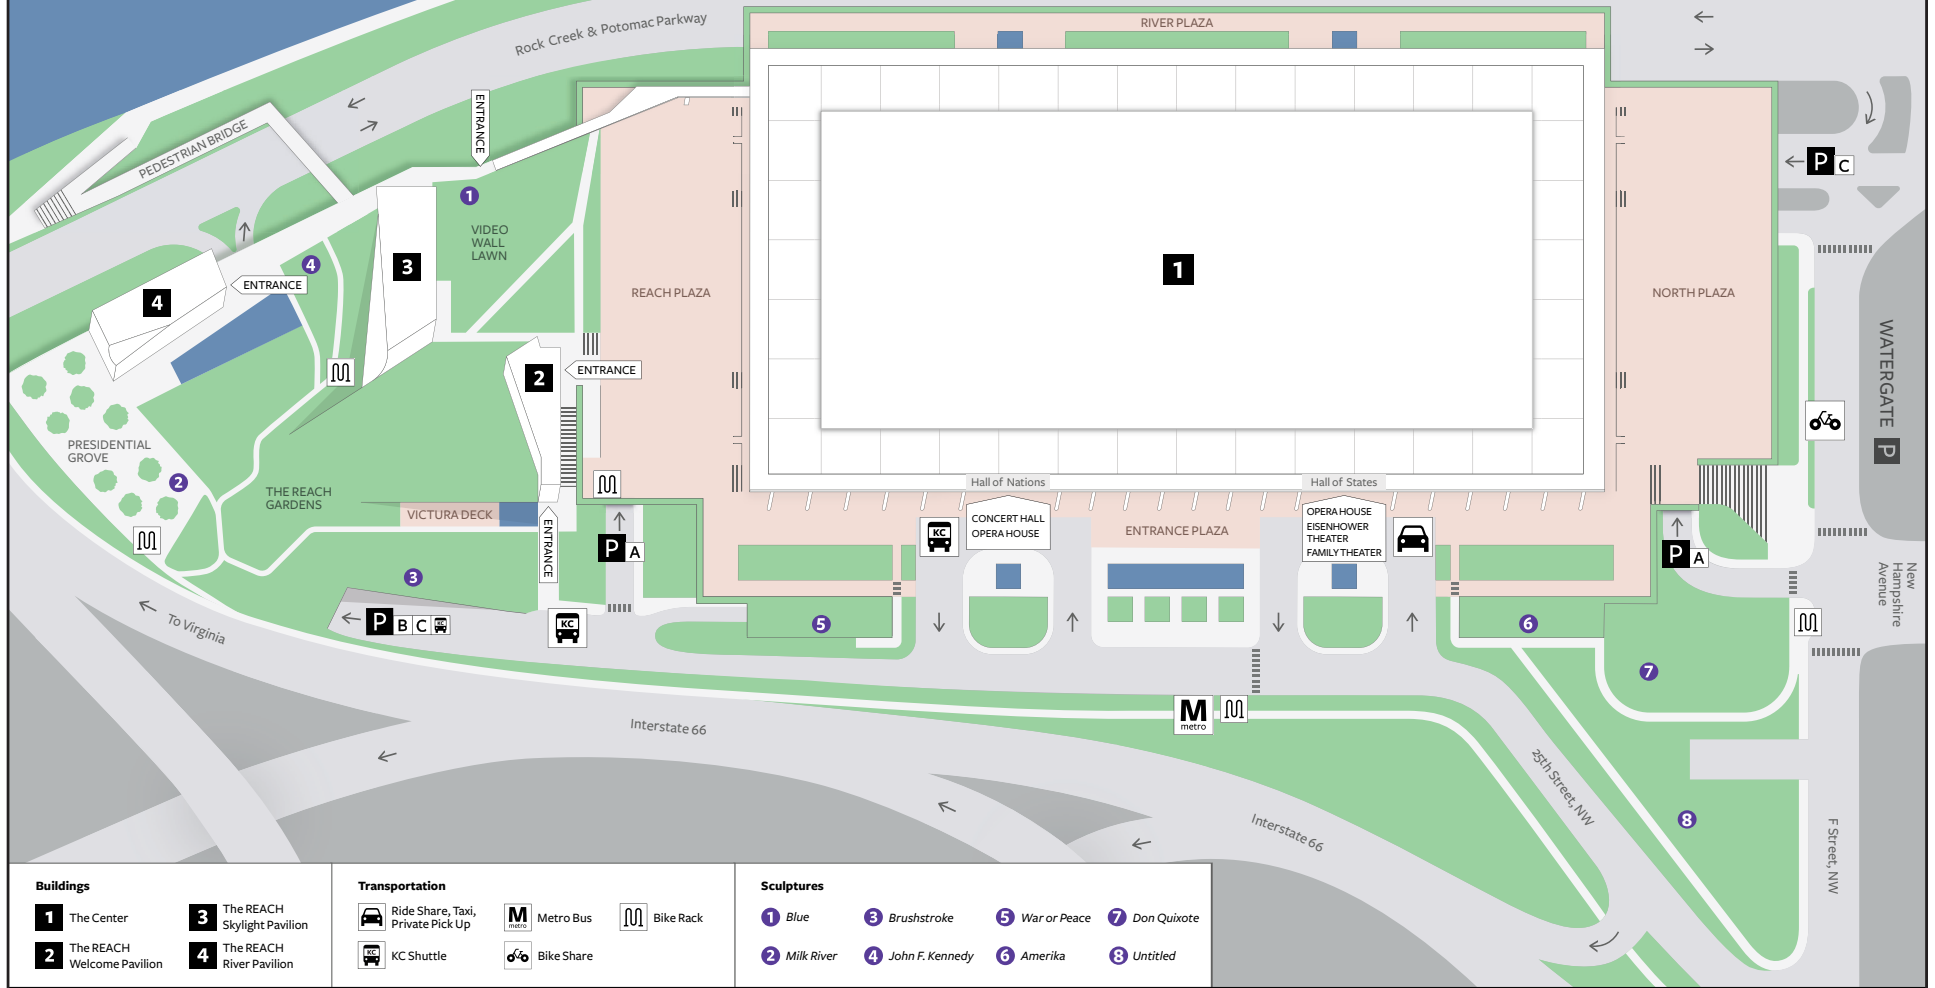 RIVER PLAZA
Rock Creek & Potomac Parkway
ENTRANCE
PEDESTRIAN BRIDGE
P C
1
VIDEO
WALL
LAWN
3
4
1
ENTRANCE
4
REACH PLAZA
NORTH PLAZA
WATERGATE P
2
ENTRANCE
PRESIDENTIAL
GROVE
2
THE REACH
GARDENS
VICTURA DECK
ENTRANCE
Hall of Nations
Hall of States
CONCERT HALL
OPERA HOUSE
OPERA HOUSE
EISENHOWER
THEATER
FAMILY THEATER
KC
ENTRANCE PLAZA
P A
P A
New
Hampshire
Avenue
3
P B C KC
KC
To Virginia
5
6
7
M
metro
Interstate 66
25th Street, NW
8
Interstate 66
F Street, NW
Buildings
1 The Center
2 The REACH
Welcome Pavilion
3 The REACH
Skylight Pavilion
4 The REACH
River Pavilion
Transportation
Ride Share, Taxi,
Private Pick Up
KC KC Shuttle
M metro Metro Bus
Bike Share
Bike Rack
Sculptures
1 Blue
2 Milk River
3 Brushstroke
4 John F. Kennedy
5 War or Peace
6 Amerika
7 Don Quixote
8 Untitled